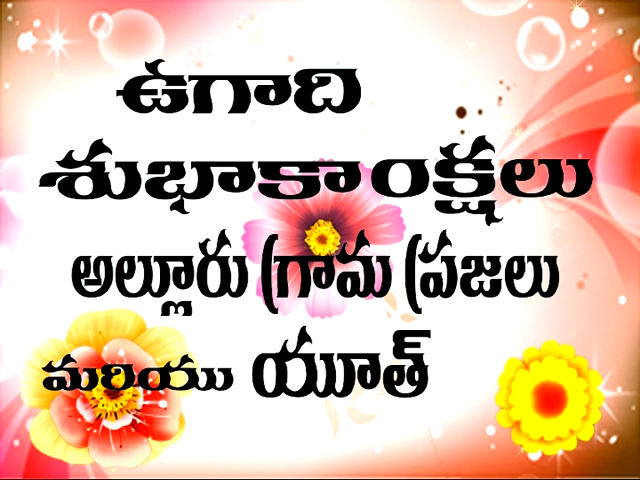 ఉగాది
శుభాకాంక్షలు
అల్లూరు గ్రామ ప్రజలు
మరియు యూత్